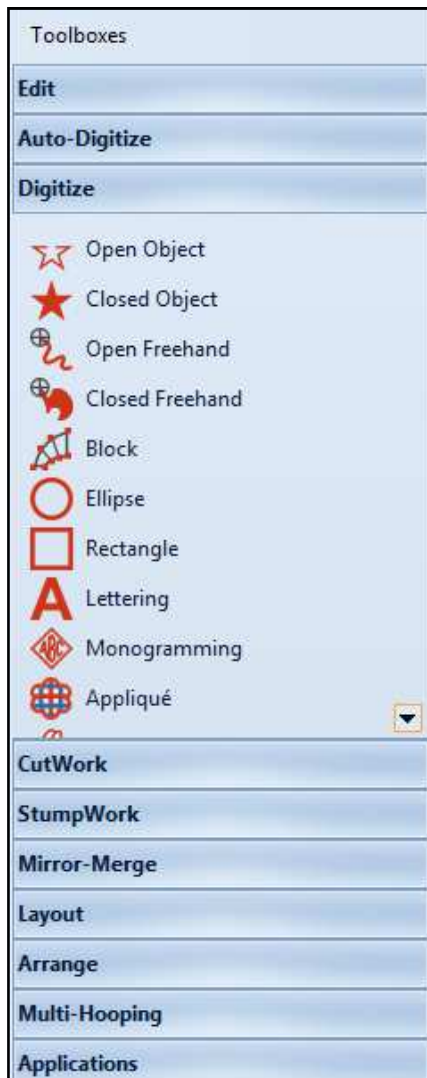 Toolboxes
Edit
Auto-Digitize
Digitize
Open Object
Closed Object
Open Freehand
Closed Freehand
Block
Ellipse
Rectangle
A Lettering
ABC Monogramming
Appliqué
CutWork
StumpWork
Mirror-Merge
Layout
Arrange
Multi-Hooping
Applications